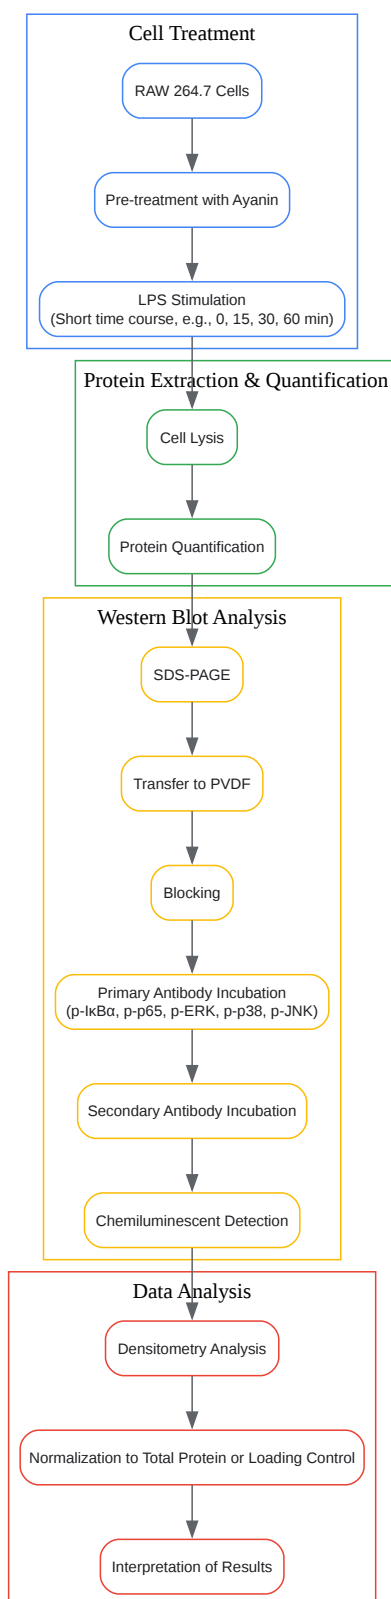 Cell Treatment
RAW 264.7 Cells
Pre-treatment with Ayanin
LPS Stimulation
(Short time course, e.g., 0, 15, 30, 60 min)
Protein Extraction & Quantification
Cell Lysis
Protein Quantification
Western Blot Analysis
SDS-PAGE
Transfer to PVDF
Blocking
Primary Antibody Incubation
(p-IκBα, p-p65, p-ERK, p-p38, p-JNK)
Secondary Antibody Incubation
Chemiluminescent Detection
Data Analysis
Densitometry Analysis
Normalization to Total Protein or Loading Control
Interpretation of Results